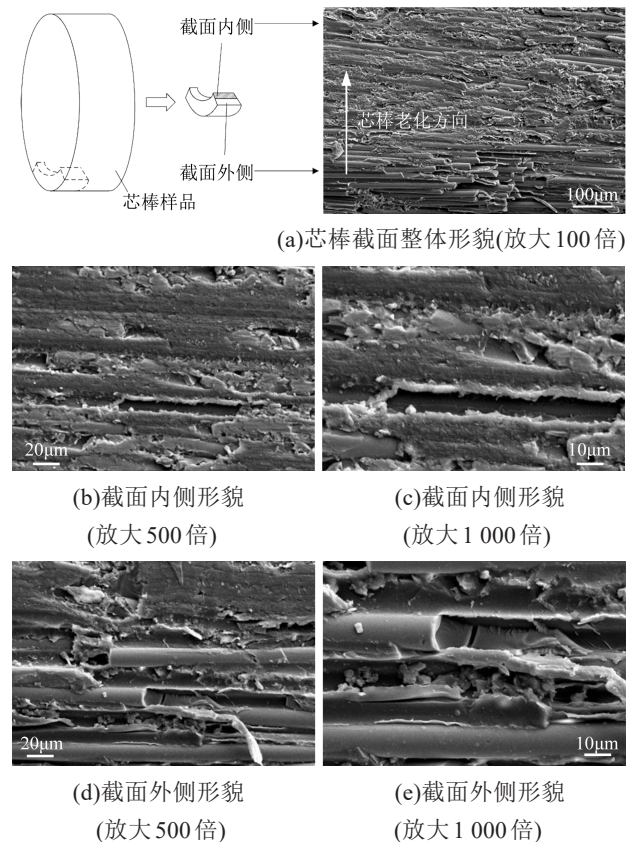 截面内侧
截面外侧
芯棒样品
芯棒老化方向
100μm
(a)芯棒截面整体形貌(放大100倍)
20μm
10μm
(b)截面内侧形貌
(放大500倍)
(c)截面内侧形貌
(放大1 000倍)
20μm
10μm
(d)截面外侧形貌
(放大500倍)
(e)截面外侧形貌
(放大1 000倍)